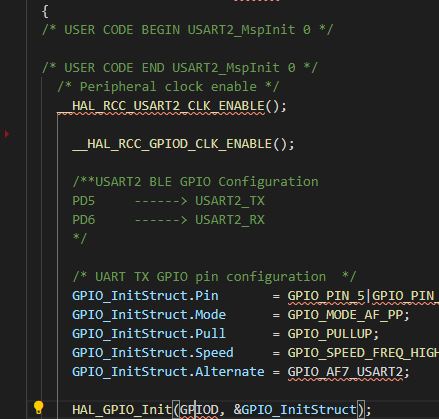 {
/* USER CODE BEGIN USART2_MspInit 0 */
/* USER CODE END USART2_MspInit 0 */
/* Peripheral clock enable */
__HAL_RCC_USART2_CLK_ENABLE();
__HAL_RCC_GPIOD_CLK_ENABLE();
/**USART2 BLE GPIO Configuration
PD5     ------> USART2_TX
PD6     ------> USART2_RX
*/
/* UART TX GPIO pin configuration  */
GPIO_InitStruct.Pin       = GPIO_PIN_5|GPIO_PIN_
GPIO_InitStruct.Mode      = GPIO_MODE_AF_PP;
GPIO_InitStruct.Pull      = GPIO_PULLUP;
GPIO_InitStruct.Speed     = GPIO_SPEED_FREQ_HIGH
GPIO_InitStruct.Alternate = GPIO_AF7_USART2;
HAL_GPIO_Init(GPIOD, &GPIO_InitStruct);